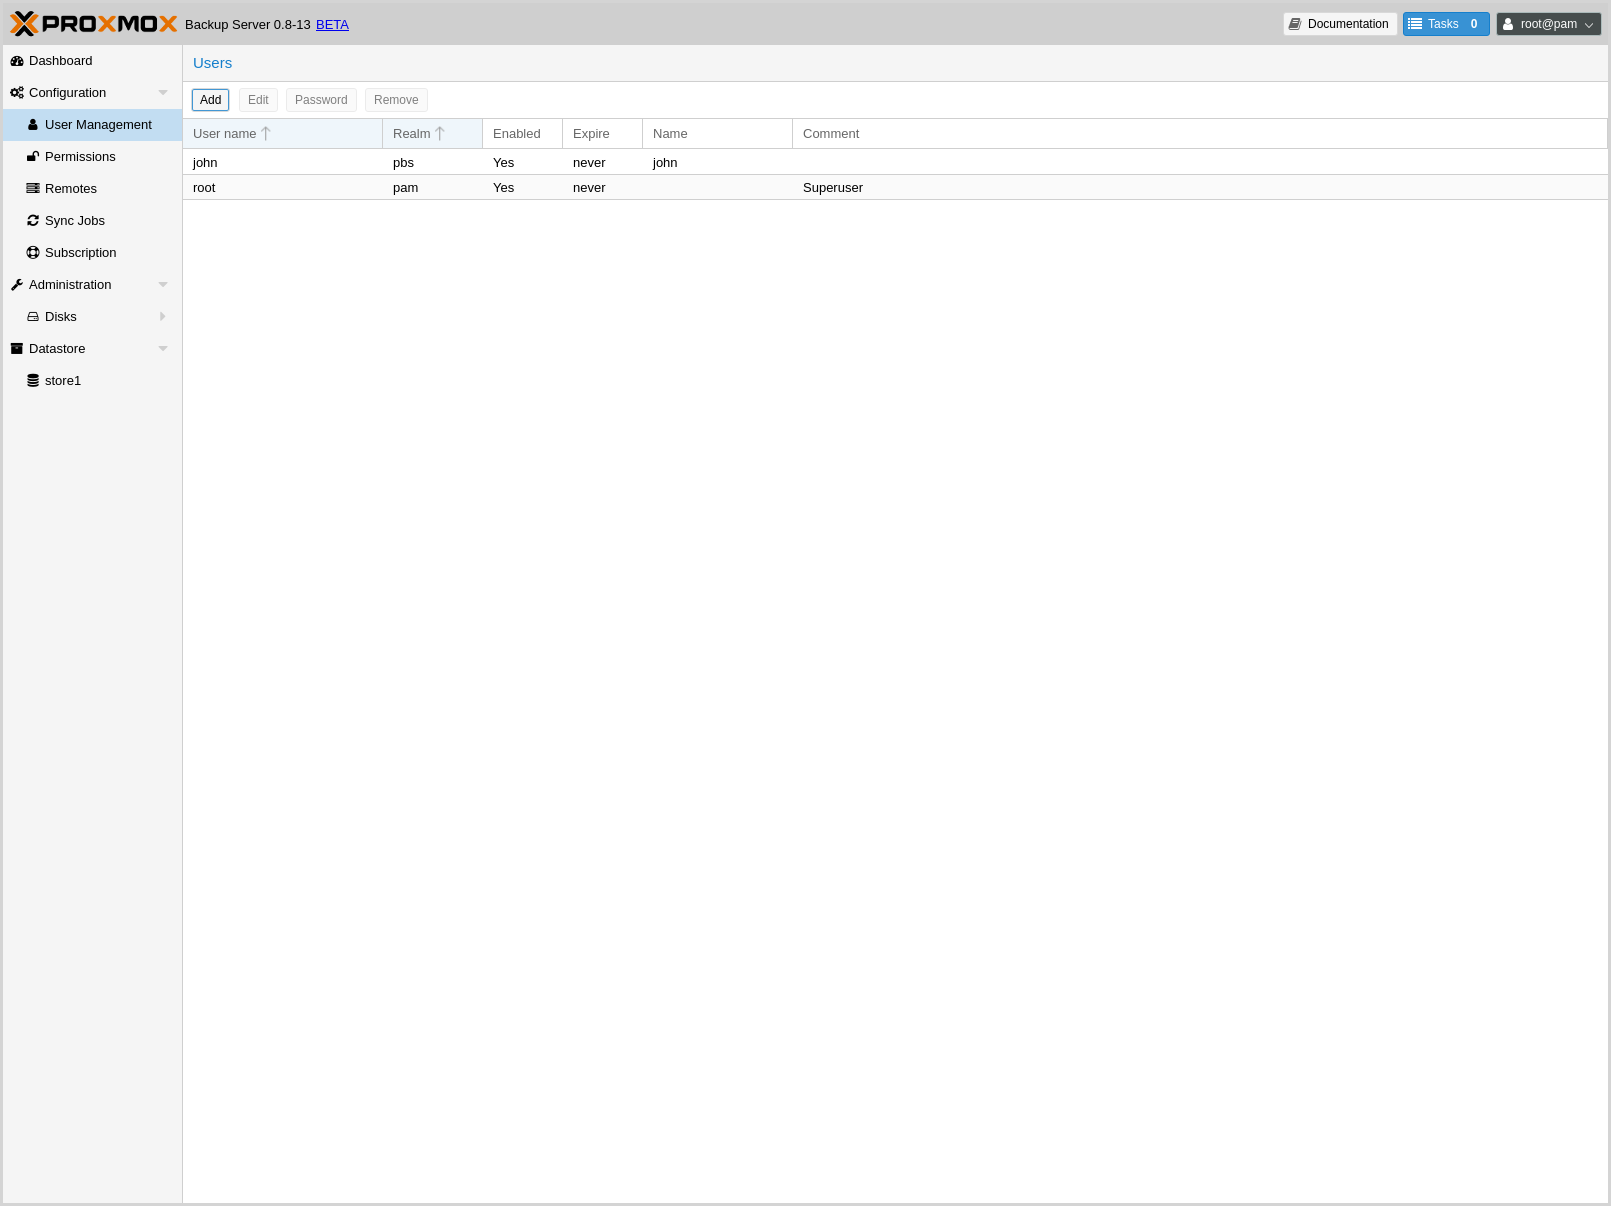 PROXMOX Backup Server 0.8-13 BETA Documentation Tasks 0 root@pam
Dashboard
Configuration
User Management
Permissions
Remotes
Sync Jobs
Subscription
Administration
Disks
Datastore
store1
Users
Add Edit Password Remove
User name Realm Enabled Expire Name Comment
john pbs Yes never john
root pam Yes never Superuser